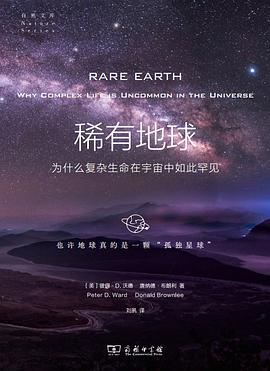 自然文库
Nature
Series
RARE EARTH
WHY COMPLEX LIFE IS UNCOMMON IN THE UNIVERSE
稀有地球
为什么复杂生命在宇宙中如此罕见
也许地球真的是一颗“孤独星球”
〔美〕彼得·D. 沃德 唐纳德·布朗利 著
Peter D. Ward Donald Brownlee
刘夙 译
商务印书馆
The Commercial Press